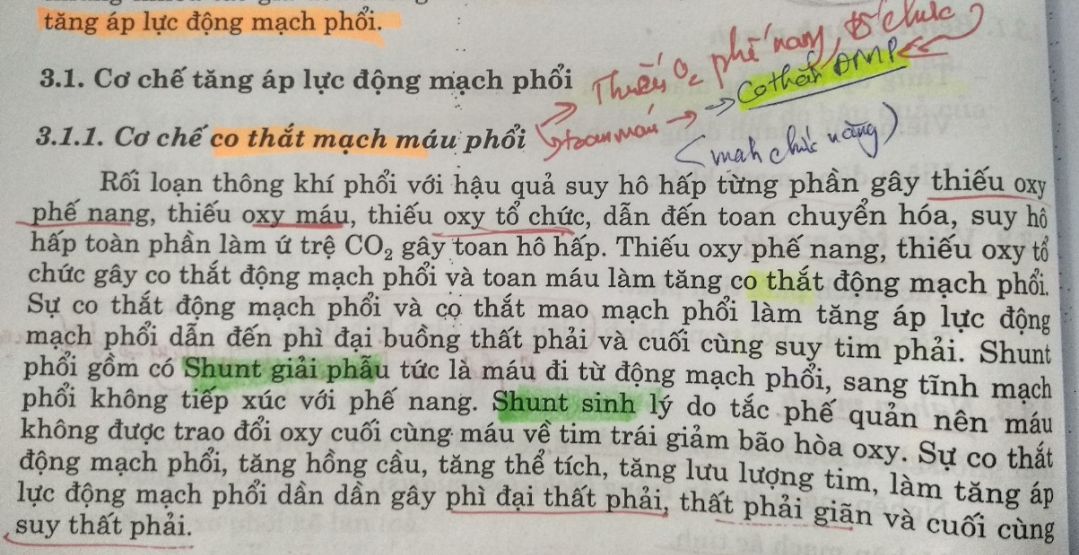 tăng áp lực động mạch phổi.
Thiếu O₂ phế nang, tổ chức
3.1. Cơ chế tăng áp lực động mạch phổi
Co thắt ĐMP
3.1.1. Cơ chế co thắt mạch máu phổi
toan máu
Rối loạn thông khí phổi với hậu quả suy hô hấp từng phần gây thiếu oxy
phế nang, thiếu oxy máu, thiếu oxy tổ chức, dẫn đến toan chuyển hóa, suy hô
hấp toàn phần làm ứ trệ CO₂ gây toan hô hấp. Thiếu oxy phế nang, thiếu oxy tổ
chức gây co thắt động mạch phổi và toan máu làm tăng co thắt động mạch phổi.
Sự co thắt động mạch phổi và co thắt mao mạch phổi làm tăng áp lực động
mạch phổi dẫn đến phì đại buồng thất phải và cuối cùng suy tim phải. Shunt
phổi gồm có Shunt giải phẫu tức là máu đi từ động mạch phổi, sang tĩnh mạch
phổi không tiếp xúc với phế nang. Shunt sinh lý do tắc phế quản nên máu
không được trao đổi oxy cuối cùng máu về tim trái giảm bão hòa oxy. Sự co thắt
động mạch phổi, tăng hồng cầu, tăng thể tích, tăng lưu lượng tim, làm tăng áp
lực động mạch phổi dần dần gây phì đại thất phải, thất phải giãn và cuối cùng
suy thất phải.